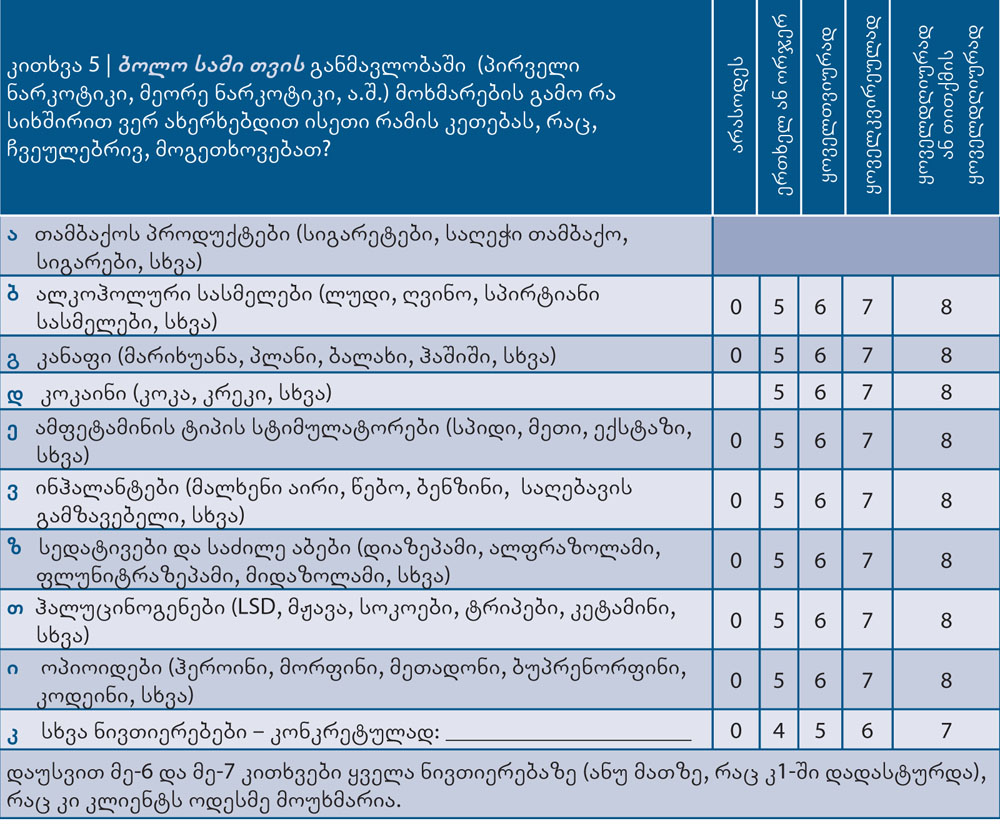 კითხვა 5 | ბოლო სამი თვის განმავლობაში (პირველი
ნარკოტიკი, მეორე ნარკოტიკი, ა.შ.) მოხმარების გამო რა
სიხშირით ვერ ახერხებდით ისეთი რამის კეთებას, რაც,
ჩვეულებრივ, მოგეთხოვებათ?
არასოდეს
ერთხელ ან ორჯერ
ყოველთვიურად
ყოველკვირეულად
ყოველდღიურად
ან თითქმის
ყოველდღიურად
ა თამბაქოს პროდუქტები (სიგარეტები, საღეჭი თამბაქო,
სიგარები, სხვა)
ბ ალკოჰოლური სასმელები (ლუდი, ღვინო, სპირტიანი
სასმელები, სხვა)
0 5 6 7 8
გ კანაფი (მარიხუანა, პლანი, ბალახი, ჰაშიში, სხვა) 0 5 6 7 8
დ კოკაინი (კოკა, კრეკი, სხვა) 5 6 7 8
ე ამფეტამინის ტიპის სტიმულატორები (სპიდი, მეთი, ექსტაზი,
სხვა)
0 5 6 7 8
ვ ინჰალანტები (მალხენი აირი, წებო, ბენზინი, საღებავის
გამზავებელი, სხვა)
0 5 6 7 8
ზ სედატივები და საძილე აბები (დიაზეპამი, ალფრაზოლამი,
ფლუნიტრაზეპამი, მიდაზოლამი, სხვა)
0 5 6 7 8
თ ჰალუცინოგენები (LSD, მჟავა, სოკოები, ტრიპები, კეტამინი,
სხვა)
0 5 6 7 8
ი ოპიოიდები (ჰეროინი, მორფინი, მეთადონი, ბუპრენორფინი,
კოდეინი, სხვა)
0 5 6 7 8
კ სხვა ნივთიერებები – კონკრეტულად: ____________________ 0 4 5 6 7
დაუსვით მე-6 და მე-7 კითხვები ყველა ნივთიერებაზე (ანუ მათზე, რაც კ1-ში დადასტურდა),
რაც კი კლიენტს ოდესმე მოუხმარია.